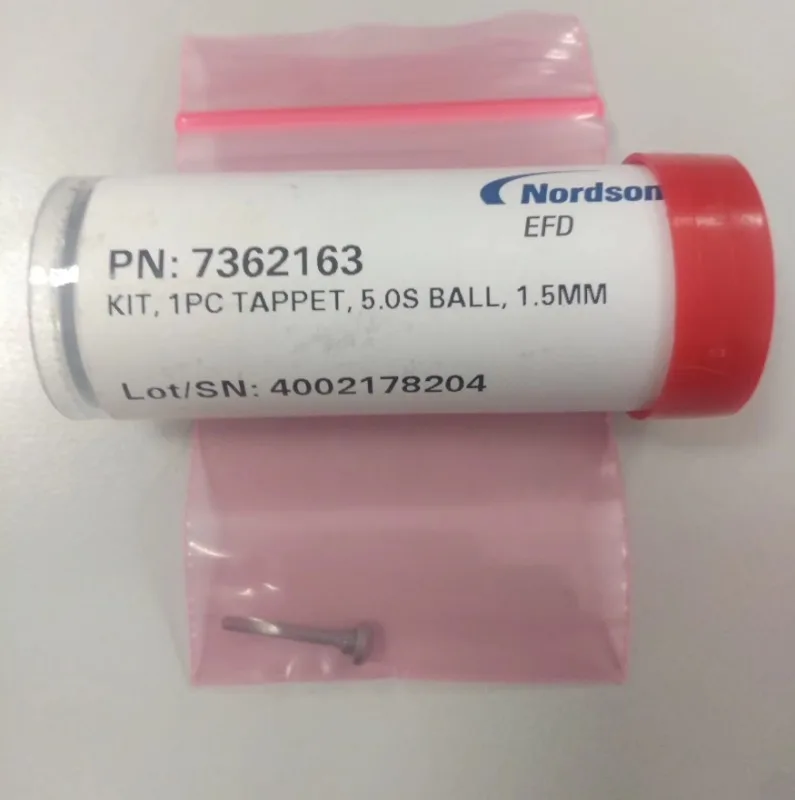 Nordson
EFD
PN: 7362163
KIT, 1PC TAPPET, 5.0S BALL, 1.5MM
Lot/SN: 4002178204